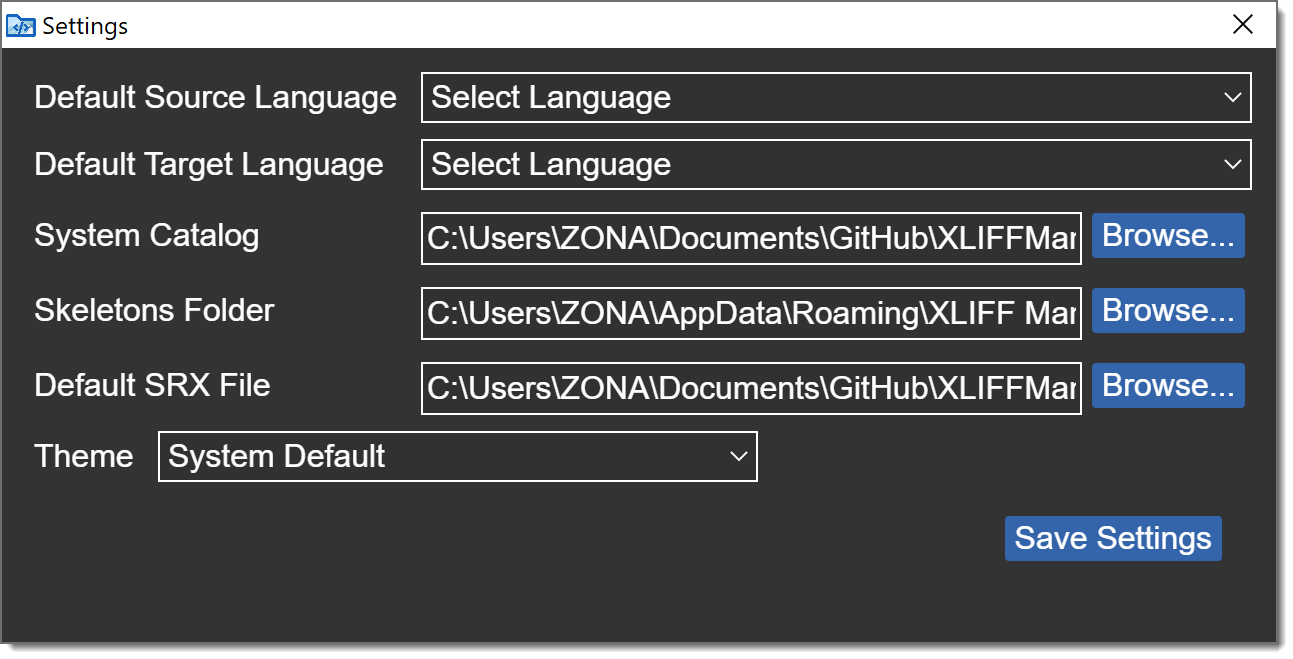 Settings
Default Source Language Select Language
Default Target Language Select Language
System Catalog C:\Users\ZONA\Documents\GitHub\XLIFFMar Browse...
Skeletons Folder C:\Users\ZONA\AppData\Roaming\XLIFF Mar Browse...
Default SRX File C:\Users\ZONA\Documents\GitHub\XLIFFMar Browse...
Theme System Default
Save Settings